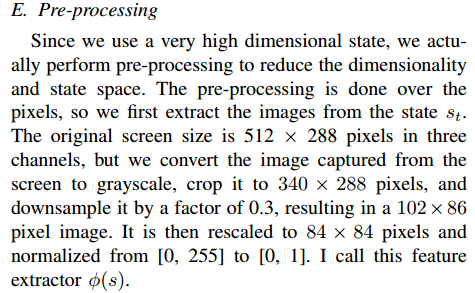 E. Pre-processing
Since we use a very high dimensional state, we actu-
ally perform pre-processing to reduce the dimensionality
and state space. The pre-processing is done over the
pixels, so we first extract the images from the state sₜ.
The original screen size is 512 × 288 pixels in three
channels, but we convert the image captured from the
screen to grayscale, crop it to 340 × 288 pixels, and
downsample it by a factor of 0.3, resulting in a 102 × 86
pixel image. It is then rescaled to 84 × 84 pixels and
normalized from [0, 255] to [0, 1]. I call this feature
extractor ϕ(s).